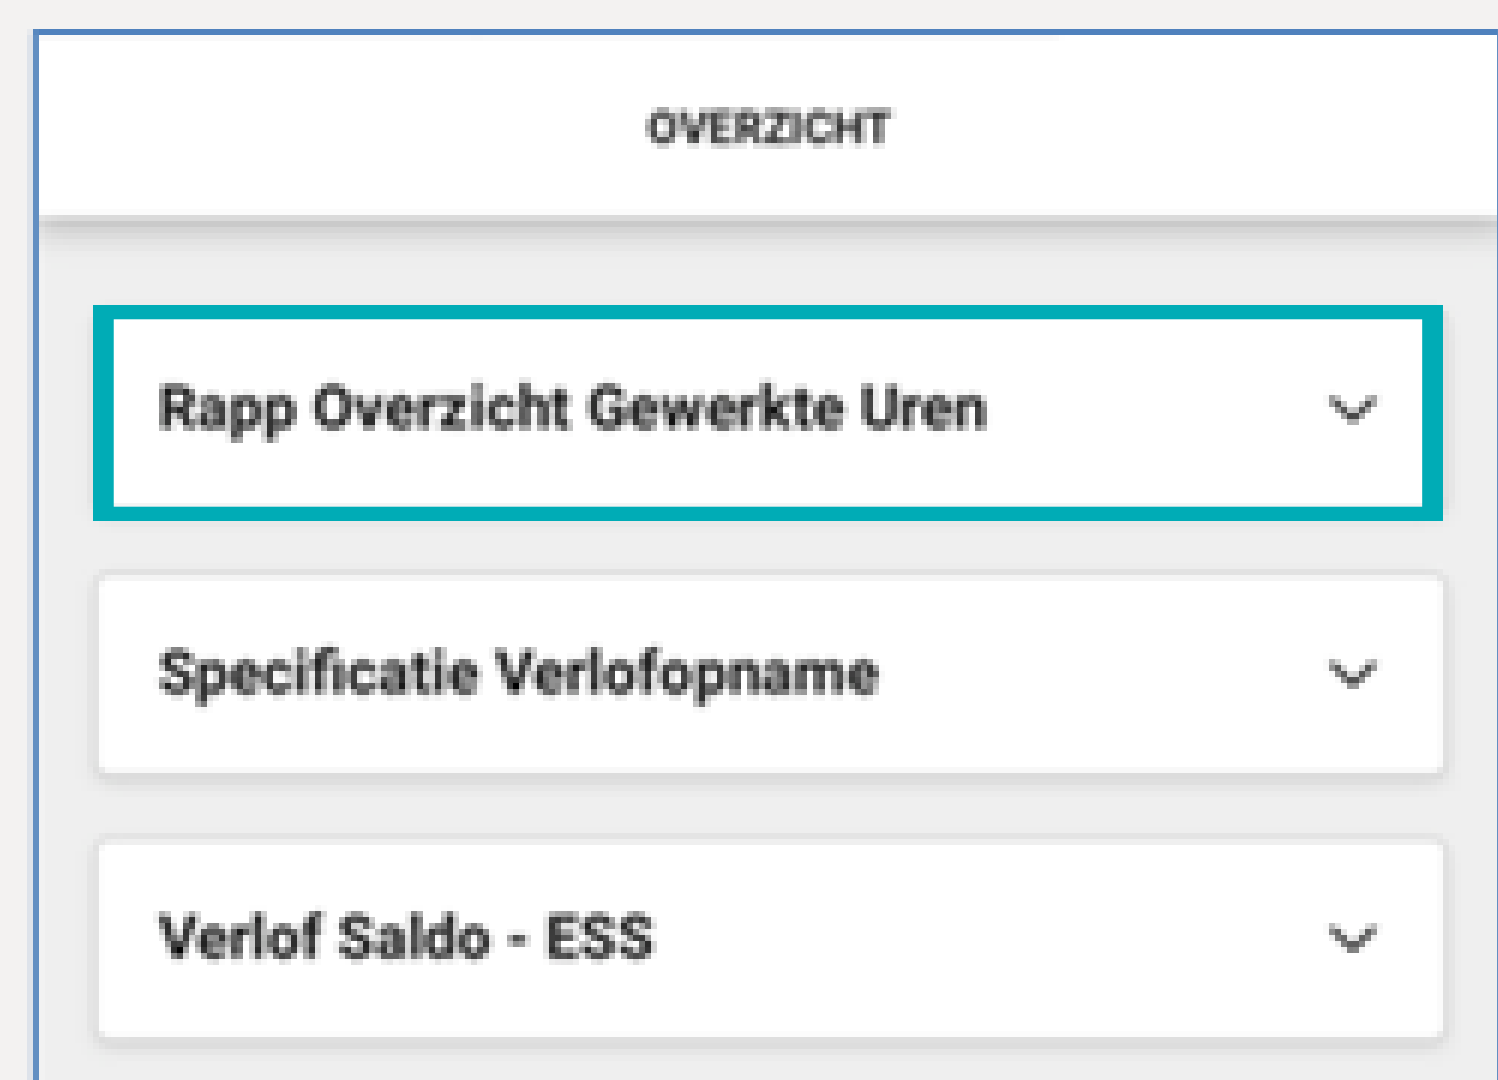 OVERZICHT
Rapp Overzicht Gewerkte Uren
Specificatie Verlofopname
Verlof Saldo - ESS